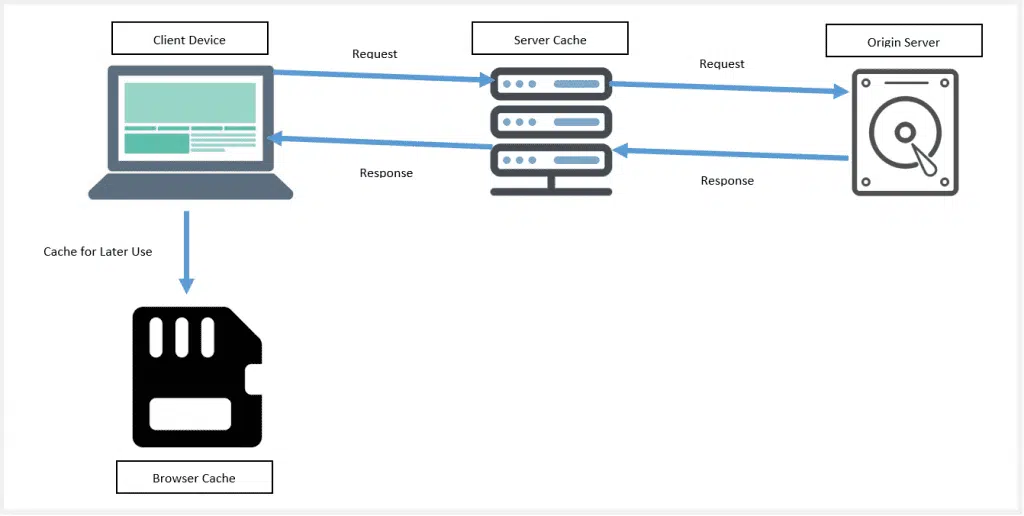 Client Device
Server Cache
Origin Server
Request
Request
Response
Response
Cache for Later Use
Browser Cache